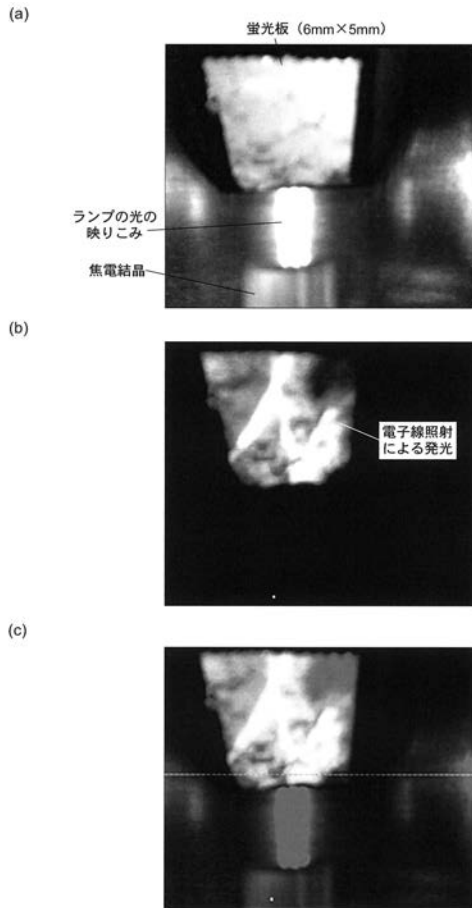 (a)
蛍光板（6mm×5mm）
ランプの光の
映りこみ
焦電結晶
(b)
電子線照射
による発光
(c)